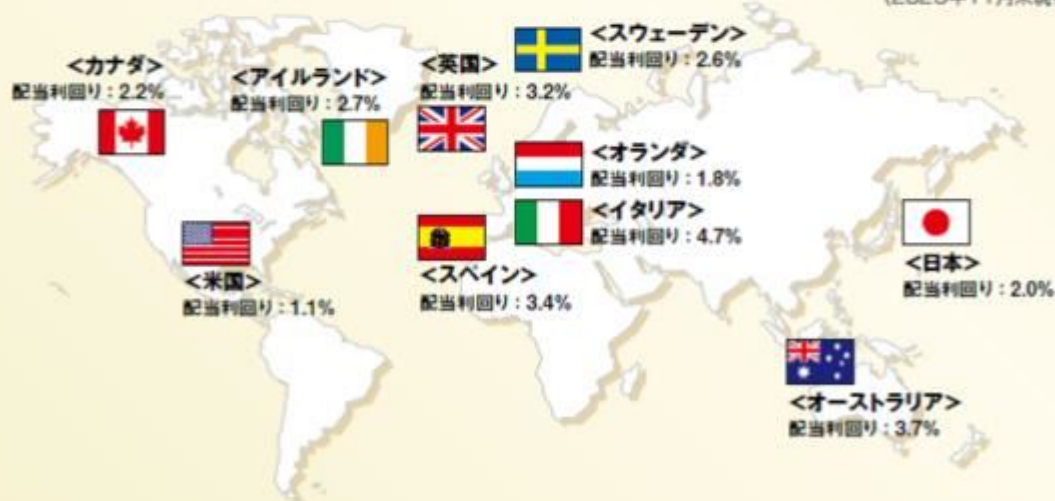 <カナダ>
配当利回り:2.2%
<アイルランド>
配当利回り:2.7%
<英国>
配当利回り:3.2%
<スウェーデン>
配当利回り:2.6%
<オランダ>
配当利回り:1.8%
<イタリア>
配当利回り:4.7%
<米国>
配当利回り:1.1%
<スペイン>
配当利回り:3.4%
<日本>
配当利回り:2.0%
<オーストラリア>
配当利回り:3.7%